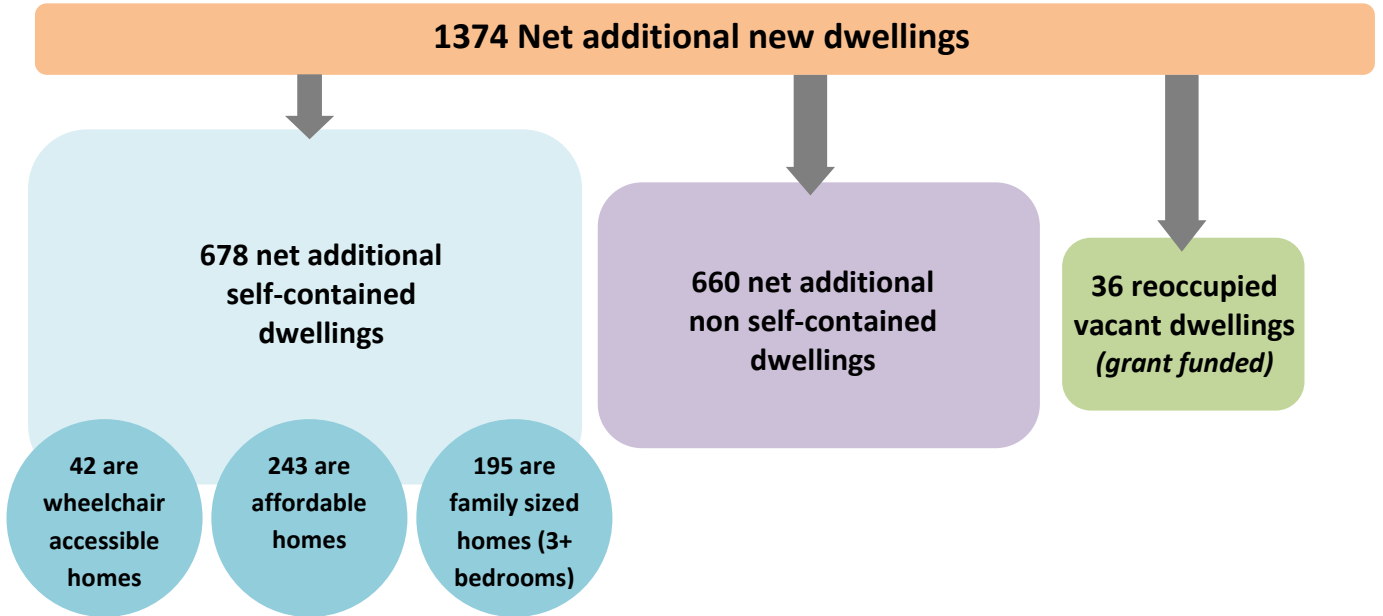 1374 Net additional new dwellings
678 net additional
self-contained
dwellings
660 net additional
non self-contained
dwellings
36 reoccupied
vacant dwellings
(grant funded)
42 are
wheelchair
accessible
homes
243 are
affordable
homes
195 are
family sized
homes (3+
bedrooms)